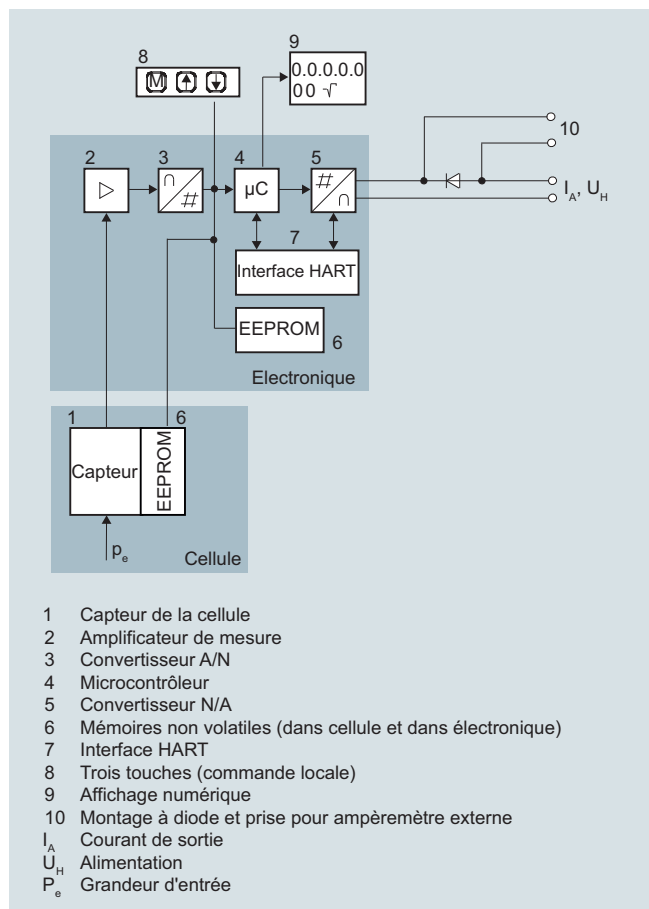 8
M
9
0.0.0.0.0
00 √
10
2
3
4
5
∩
#
µC
#
∩
I_A, U_H
7
Interface HART
EEPROM
6
Electronique
1
6
Capteur
EEPROM
p_e
Cellule
1 Capteur de la cellule
2 Amplificateur de mesure
3 Convertisseur A/N
4 Microcontrôleur
5 Convertisseur N/A
6 Mémoires non volatiles (dans cellule et dans électronique)
7 Interface HART
8 Trois touches (commande locale)
9 Affichage numérique
10 Montage à diode et prise pour ampèremètre externe
I_A Courant de sortie
U_H Alimentation
P_e Grandeur d'entrée